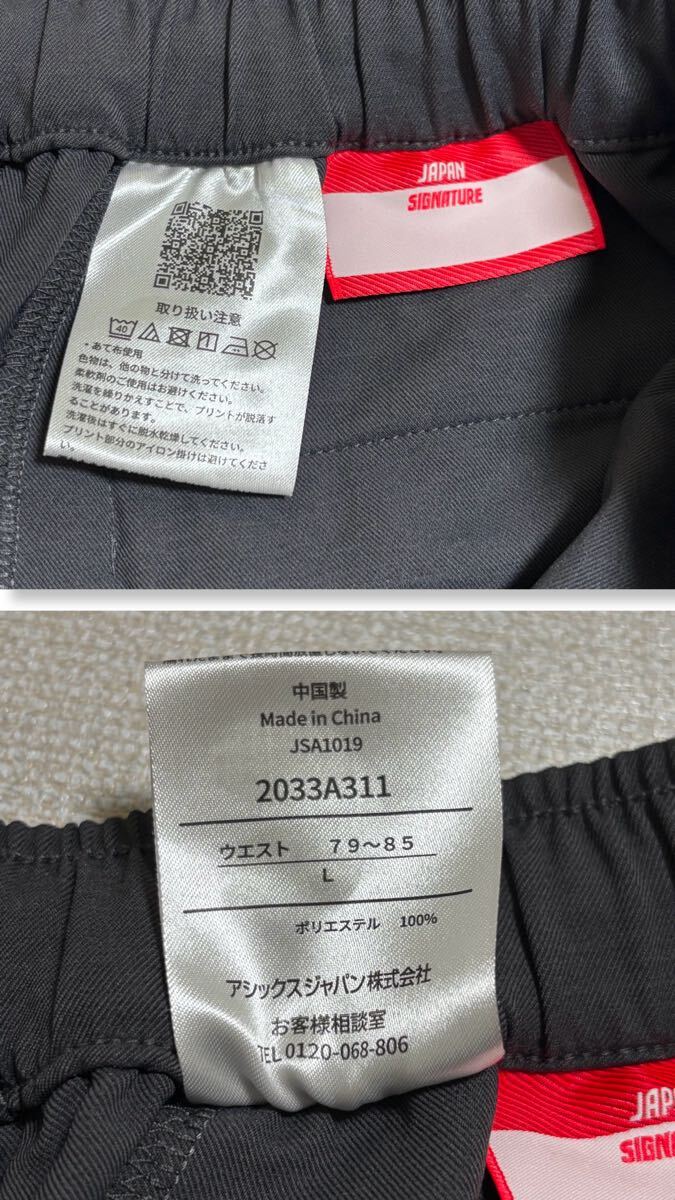 JAPAN
SIGNATURE
取り扱い注意
40
・あて布使用
色物は、他の物と分けて洗ってください。
柔軟剤のご使用はお避けください。
洗濯を繰りかえすことで、プリントが脱落す
ることがあります。
洗濯後はすぐに脱水乾燥してください。
プリント部分のアイロン掛けは避けてくださ
い。
中国製
Made in China
JSA1019
2033A311
ウエスト 79～85
L
ポリエステル 100%
アシックスジャパン株式会社
お客様相談室
TEL 0120-068-806
JAP
SIGNA